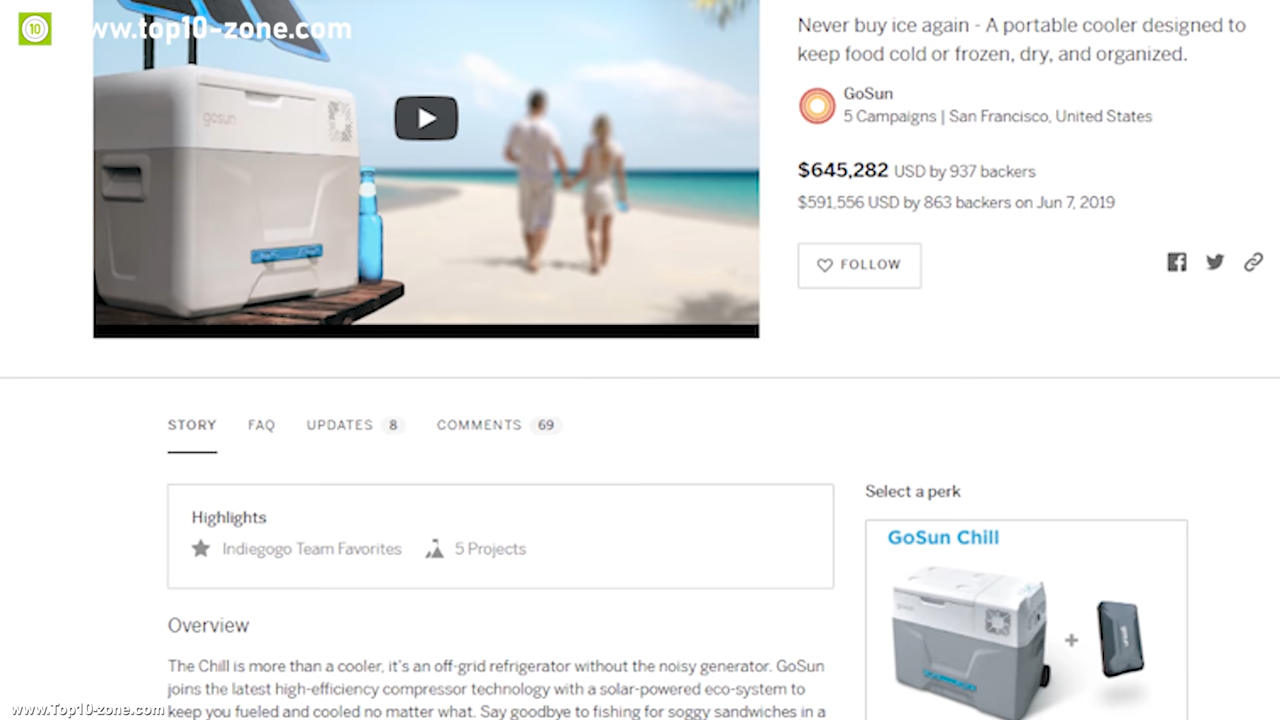 10
www.top10-zone.com
gosun
Never buy ice again - A portable cooler designed to
keep food cold or frozen, dry, and organized.
GoSun
5 Campaigns | San Francisco, United States
$645,282 USD by 937 backers
$591,556 USD by 863 backers on Jun 7, 2019
FOLLOW
STORY FAQ UPDATES 8 COMMENTS 69
Highlights
Indiegogo Team Favorites 5 Projects
Overview
The Chill is more than a cooler, it's an off-grid refrigerator without the noisy generator. GoSun
joins the latest high-efficiency compressor technology with a solar-powered eco-system to
keep you fueled and cooled no matter what. Say goodbye to fishing for soggy sandwiches in a
Select a perk
GoSun Chill
gosun
+
gosun
www.Top10-zone.com